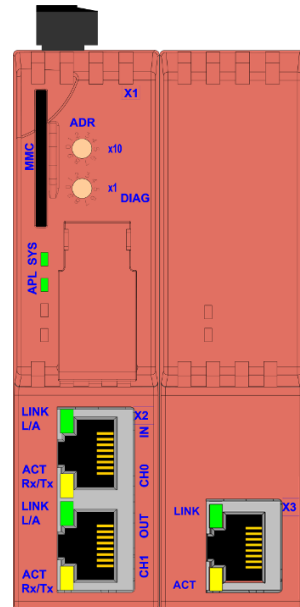 X1
ADR
MMC
x10
x1
DIAG
SYS
APL
LINK
L/A
X2
IN
ACT
Rx/Tx
CH0
LINK
L/A
OUT
ACT
Rx/Tx
CH1
X3
LINK
ACT